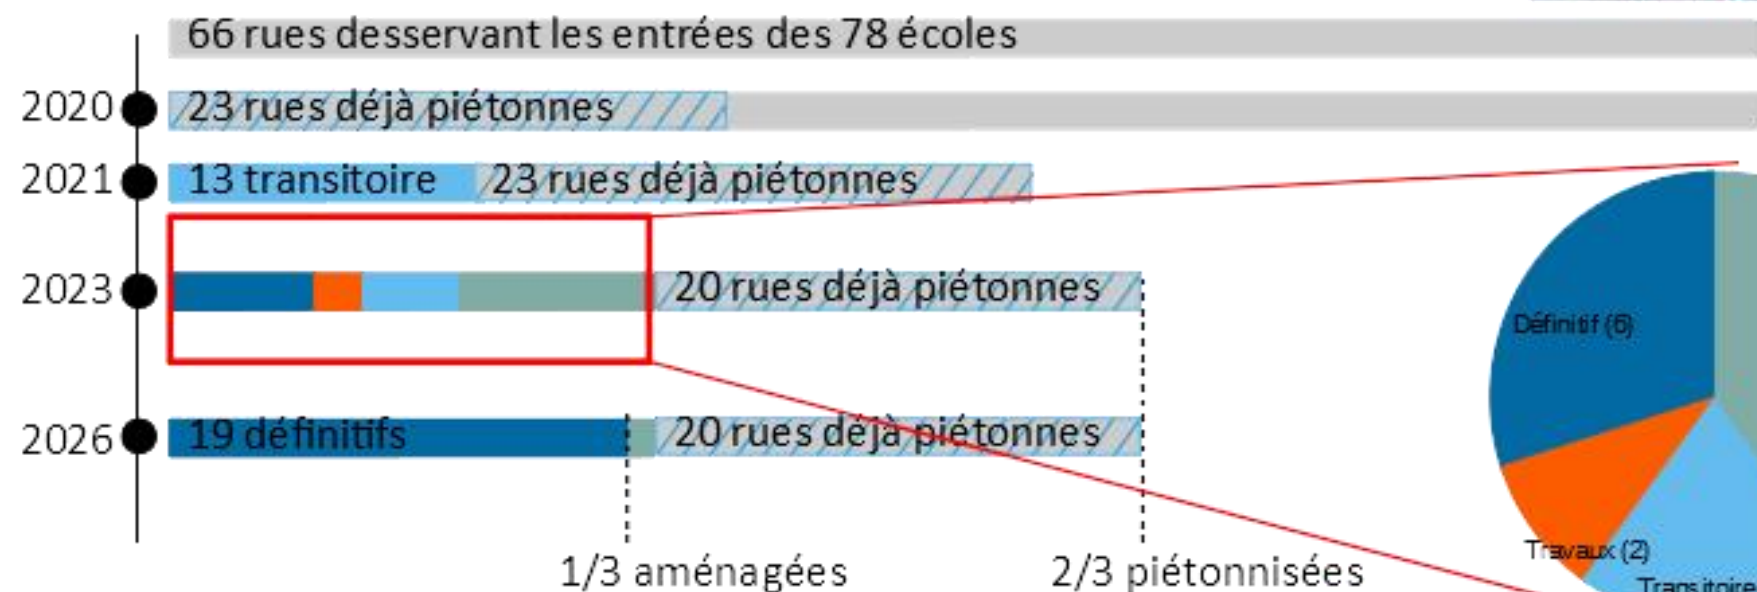 66 rues desservant les entrées des 78 écoles
2020 23 rues déjà piétonnes
2021 13 transitoire 23 rues déjà piétonnes
2023 20 rues déjà piétonnes
Définitif (6)
2026 19 définitifs 20 rues déjà piétonnes
Travaux (2)
1/3 aménagées 2/3 piétonnisées
Transitoire